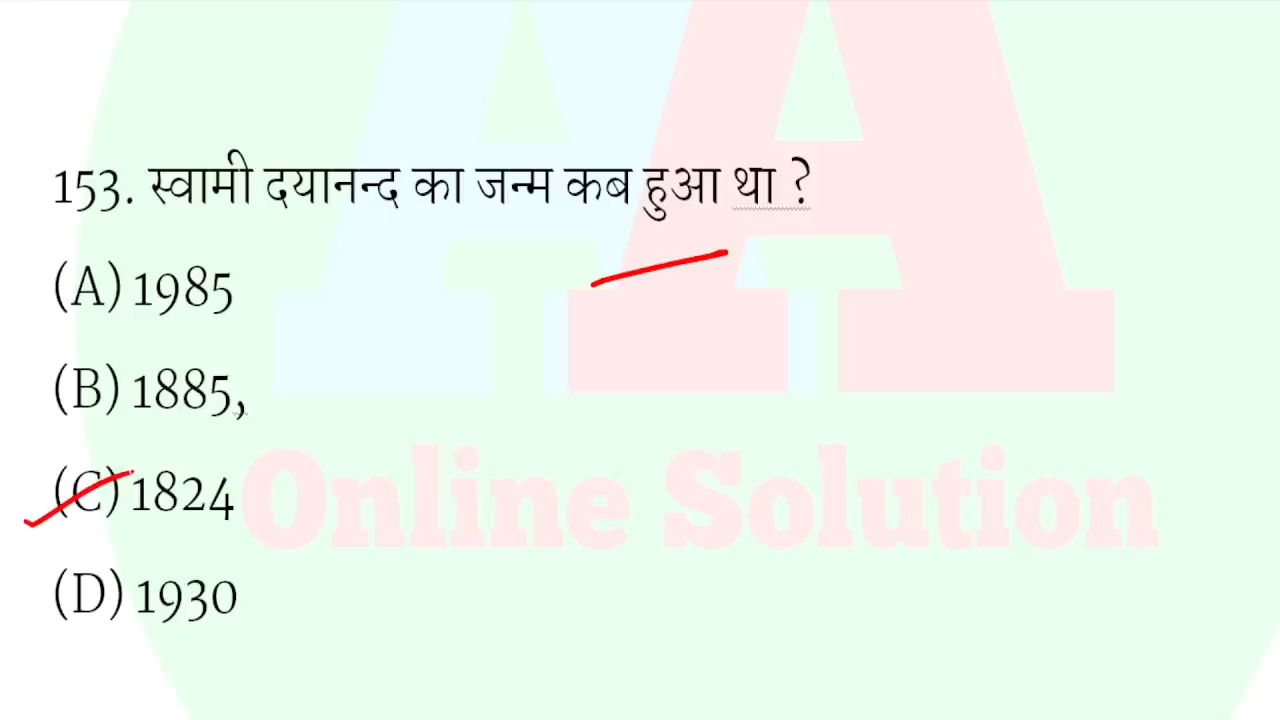 153. स्वामी दयानन्द का जन्म कब हुआ था ?
(A) 1985
(B) 1885,
(C) 1824
(D) 1930
AA
Online Solution